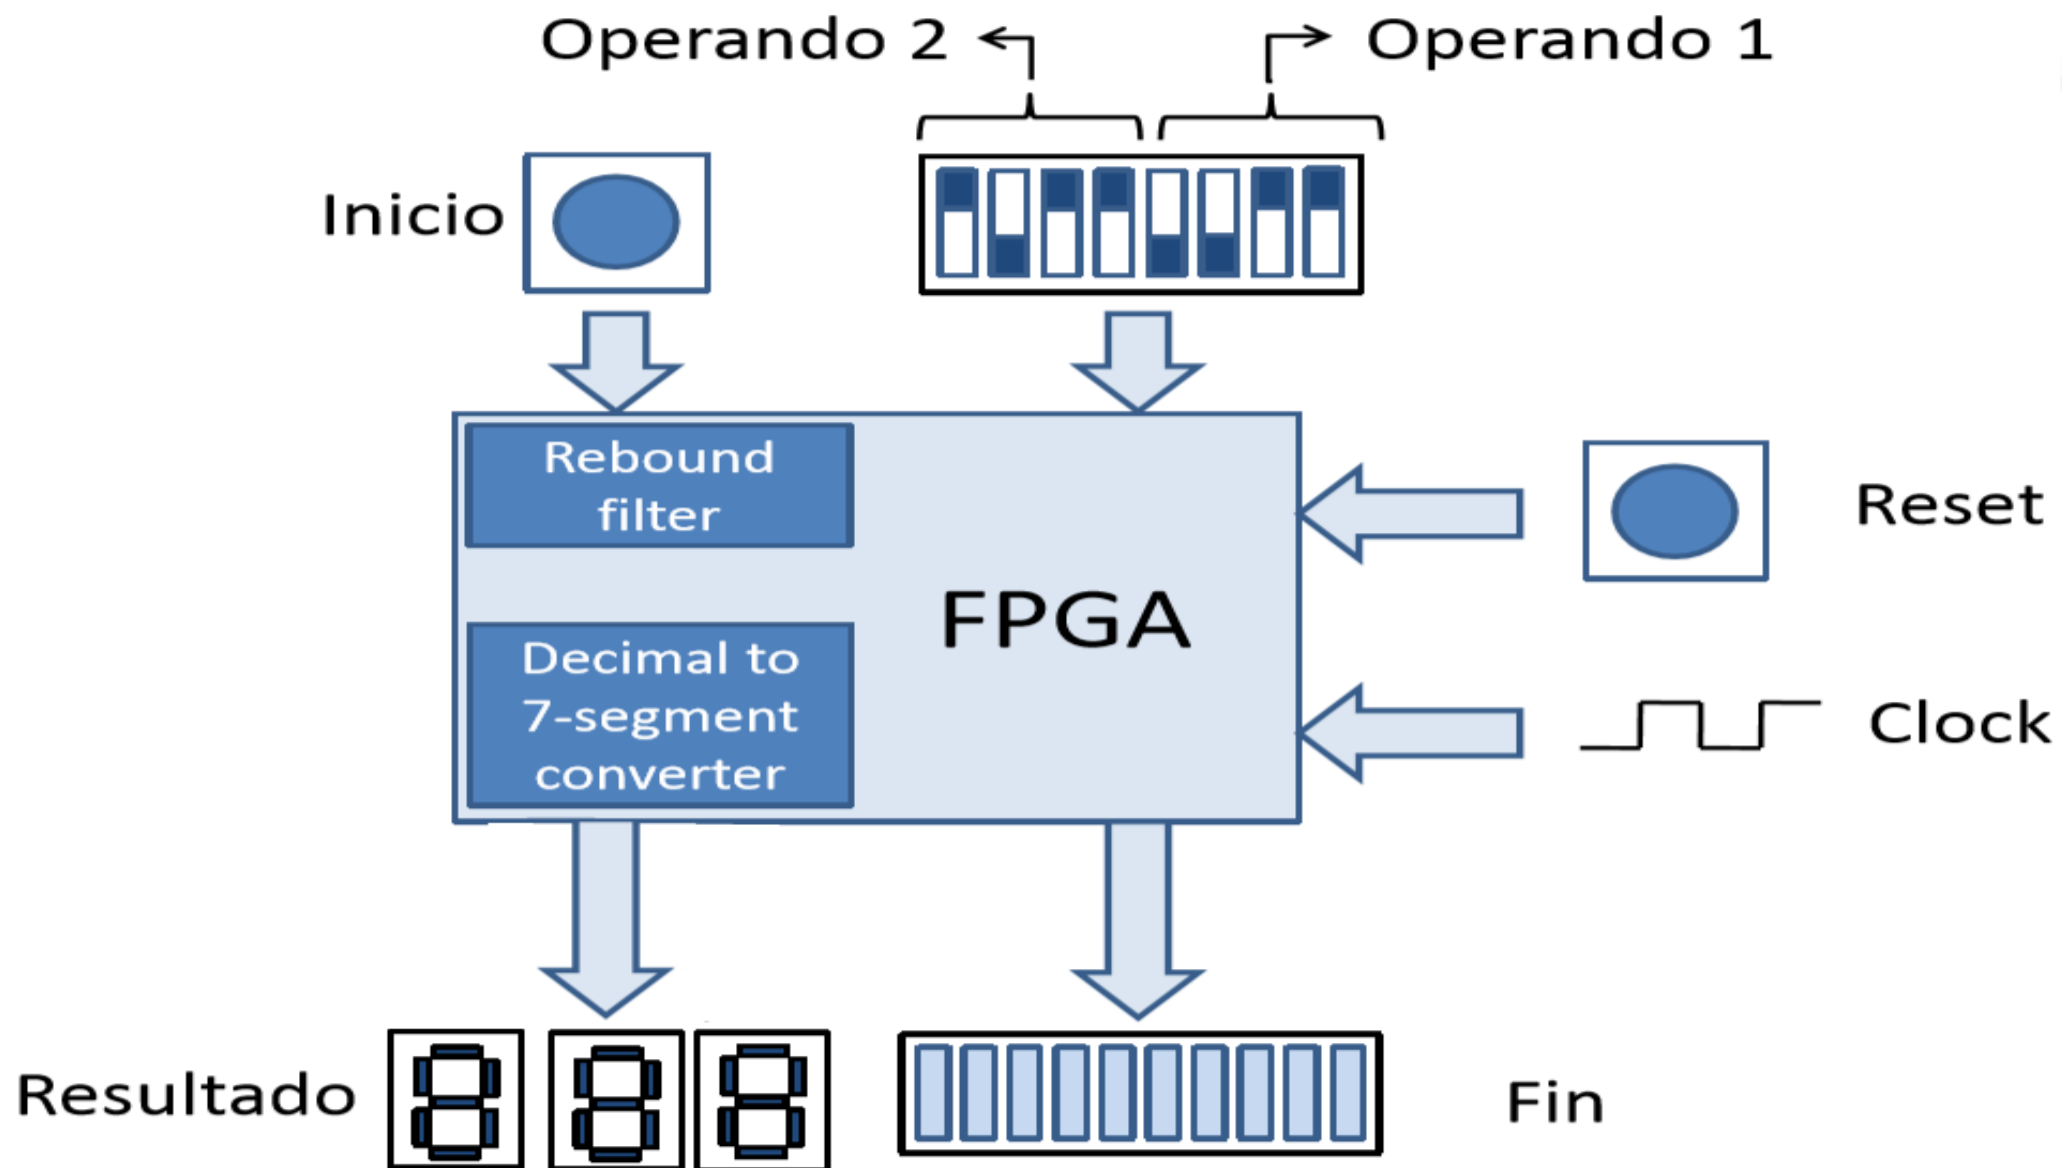 Operando 2
Operando 1
Inicio
Rebound
filter
Reset
FPGA
Decimal to
7-segment
converter
Clock
Resultado
Fin